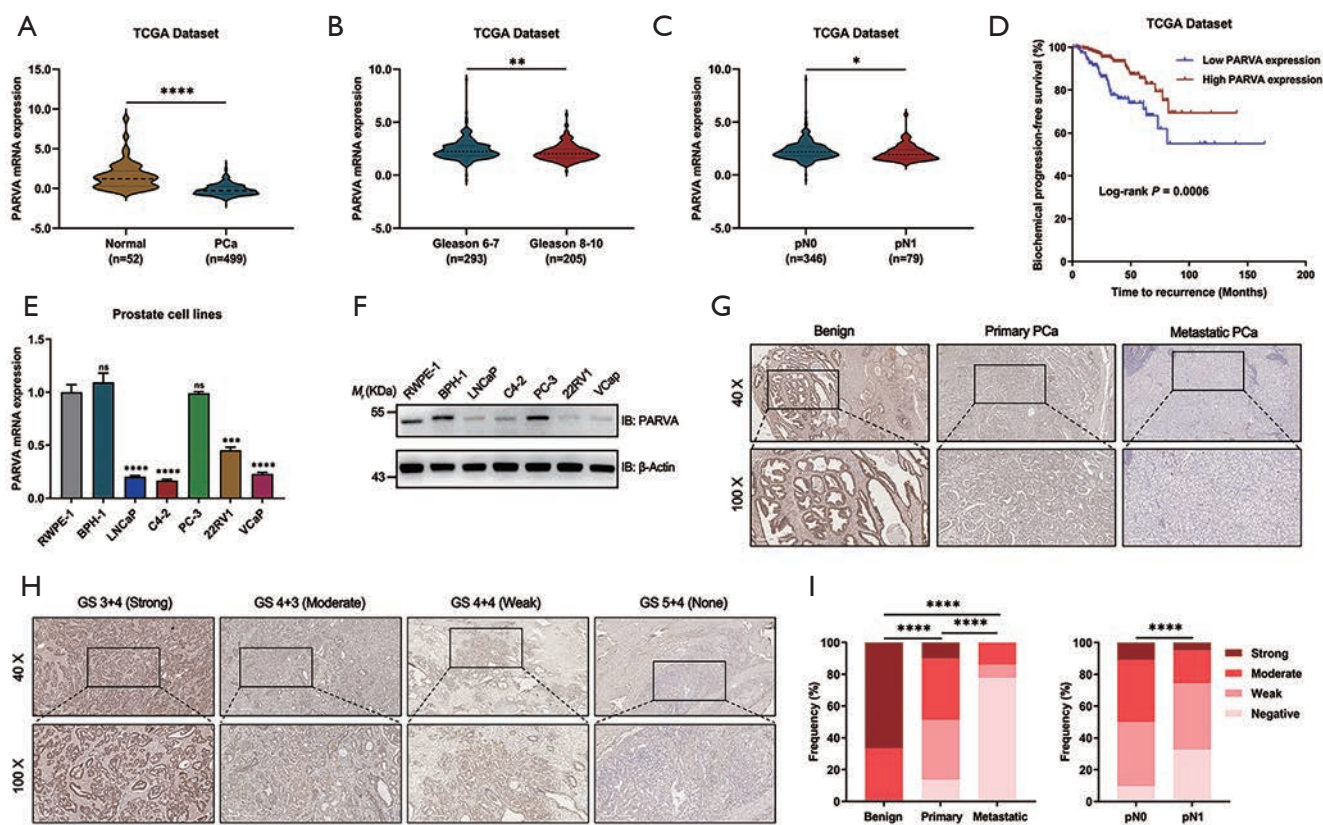 A
TCGA Dataset
PARVA mRNA expression
15.0
10.0
5.0
0.0
-5.0
****
Normal
(n=52)
PCa
(n=499)
B
TCGA Dataset
PARVA mRNA expression
10.0
5.0
0.0
-5.0
**
Gleason 6-7
(n=293)
Gleason 8-10
(n=205)
C
TCGA Dataset
PARVA mRNA expression
10.0
5.0
0.0
-5.0
*
pN0
(n=346)
pN1
(n=79)
D
TCGA Dataset
Biochemical progression-free survival (%)
100
80
60
40
20
0
Low PARVA expression
High PARVA expression
Log-rank P = 0.0006
0 50 100 150 200
Time to recurrence (Months)
E
Prostate cell lines
PARVA mRNA expression
1.5
1.0
0.5
0.0
ns
****
****
ns
***
****
RWPE-1
BPH-1
LNCaP
C4-2
PC-3
22RV1
VCaP
F
Mr(KDa)
RWPE-1
BPH-1
LNCaP
C4-2
PC-3
22RV1
VCap
55
IB: PARVA
43
IB: β-Actin
G
Benign
Primary PCa
Metastatic PCa
40 X
100 X
H
GS 3+4 (Strong)
GS 4+3 (Moderate)
GS 4+4 (Weak)
GS 5+4 (None)
40 X
100 X
I
****
****
****
Frequency (%)
100
80
60
40
20
0
Benign
Primary
Metastatic
****
Frequency (%)
100
80
60
40
20
0
pN0
pN1
Strong
Moderate
Weak
Negative